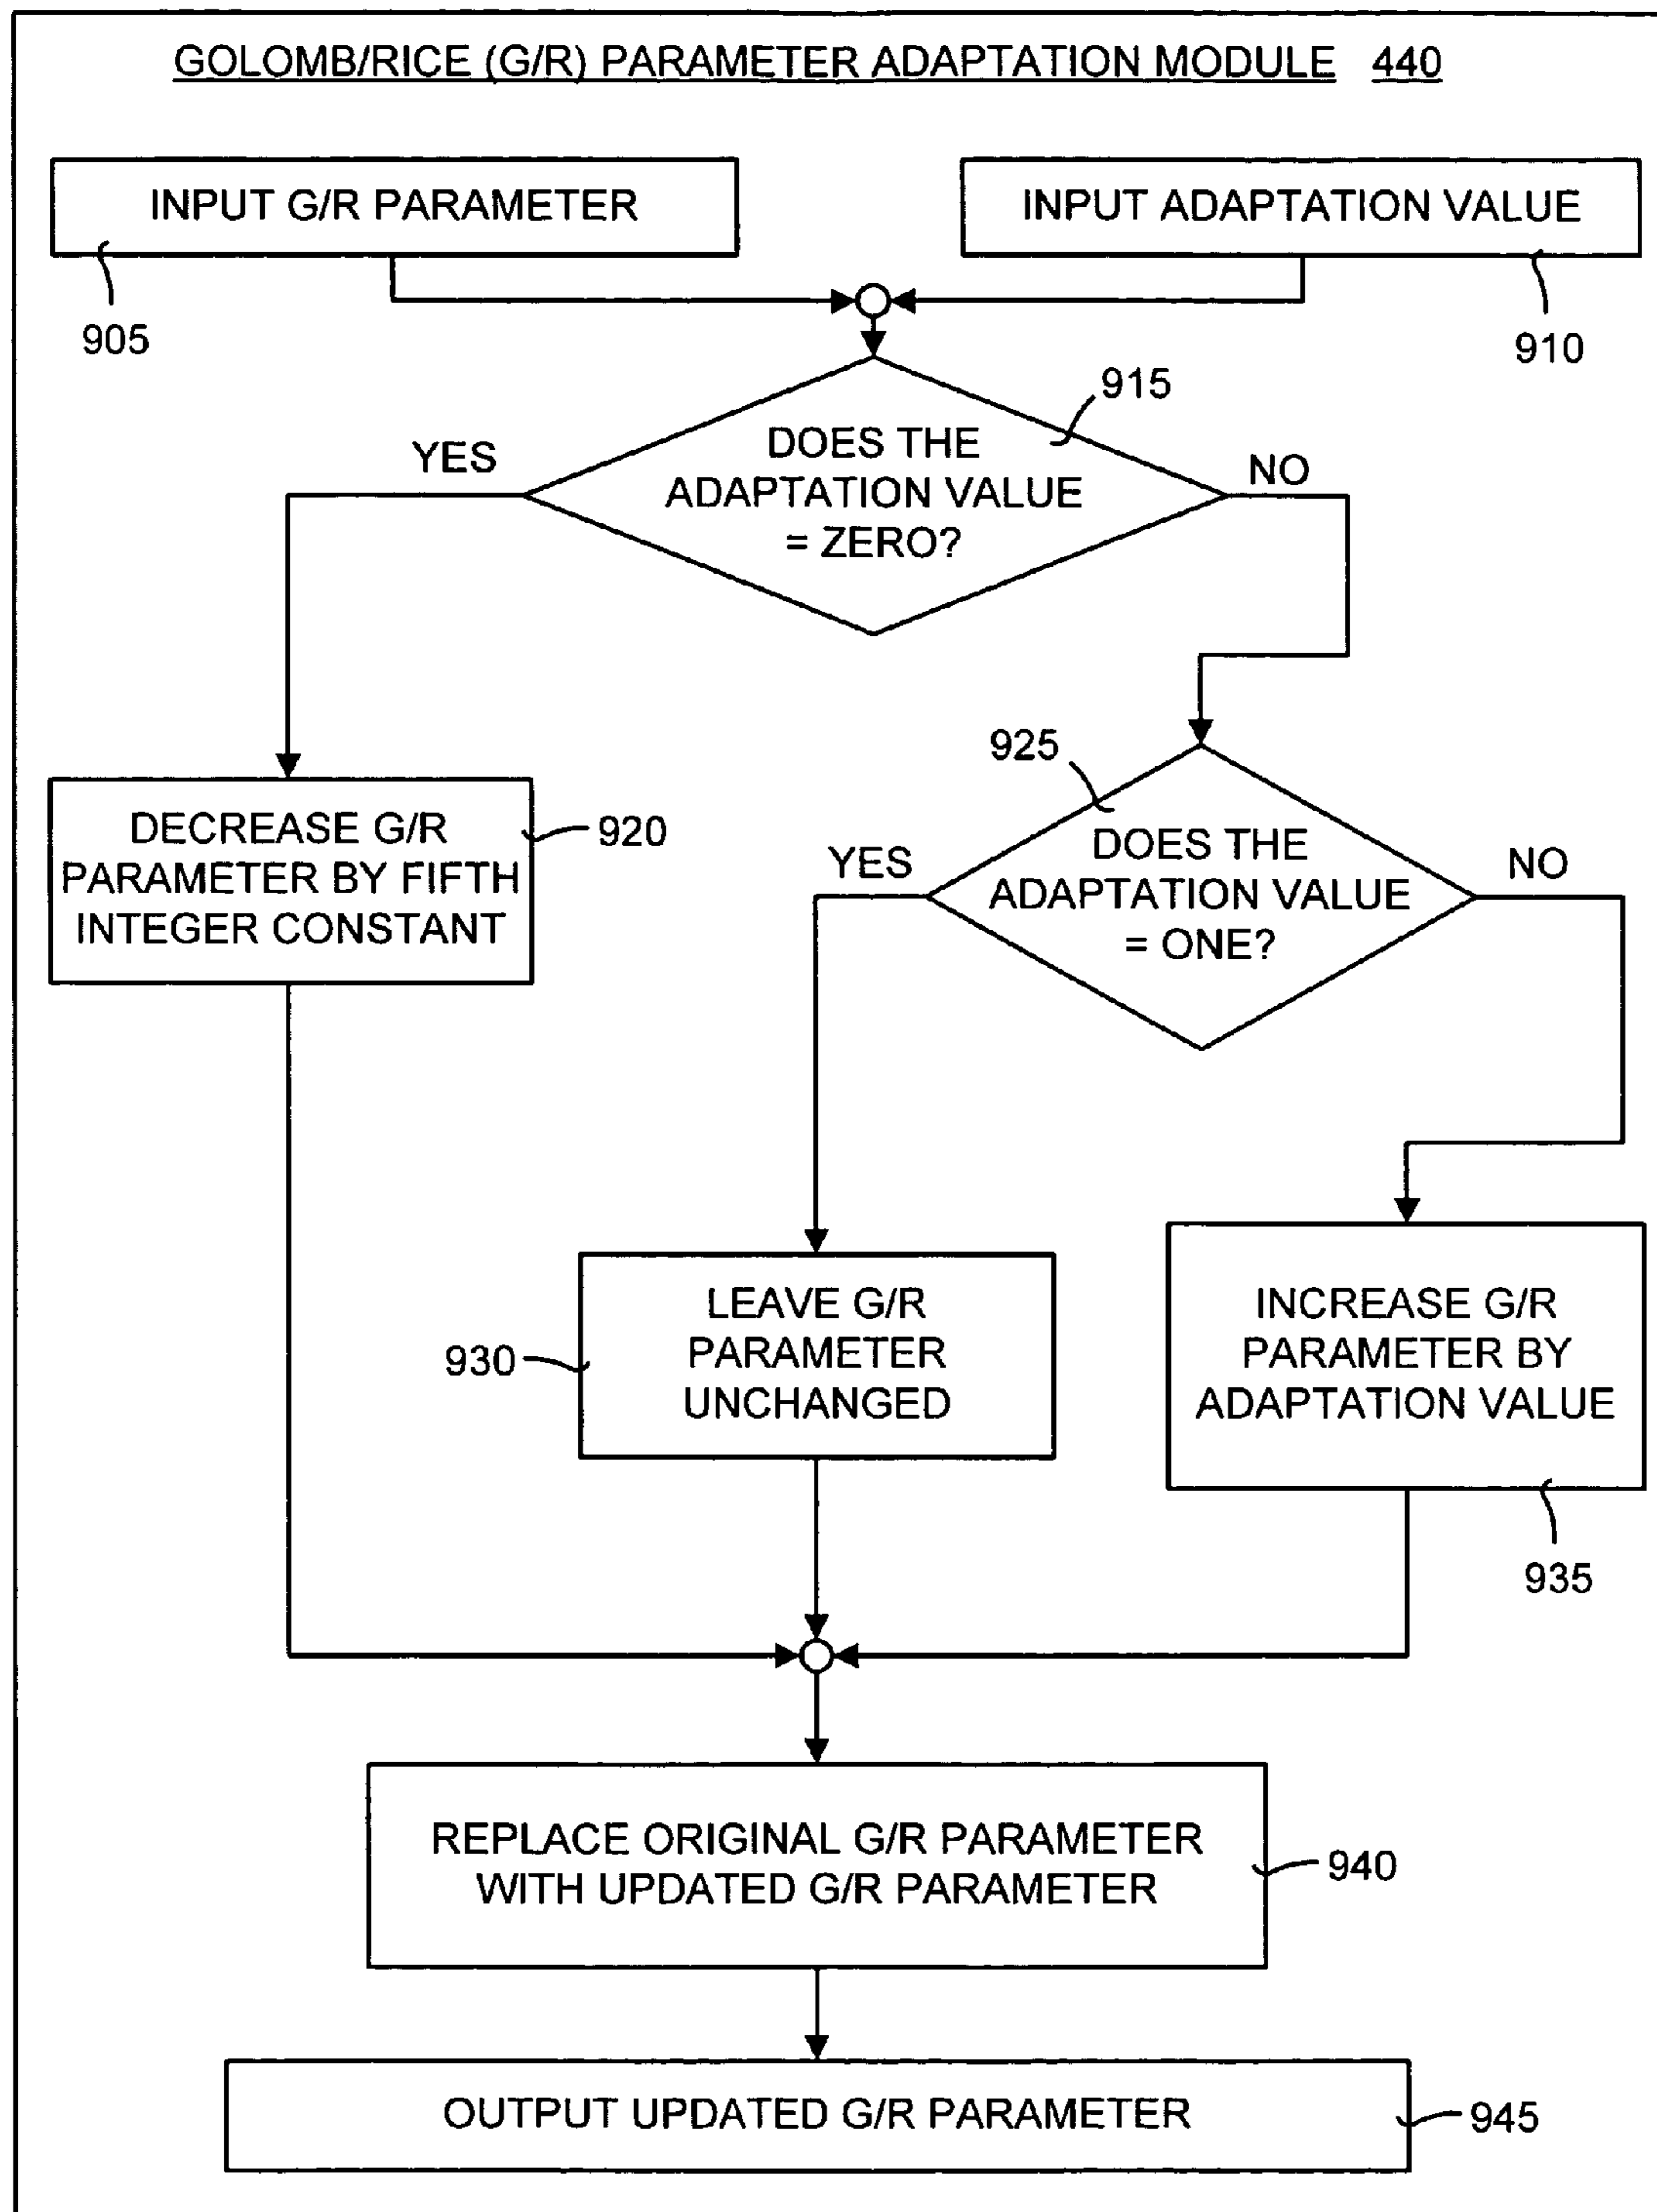 GOLOMB/RICE (G/R) PARAMETER ADAPTATION MODULE 440
INPUT G/R PARAMETER
905
INPUT ADAPTATION VALUE
910
915
DOES THE
ADAPTATION VALUE
= ZERO?
YES
NO
DECREASE G/R
PARAMETER BY FIFTH
INTEGER CONSTANT
920
925
DOES THE
ADAPTATION VALUE
= ONE?
YES
NO
LEAVE G/R
PARAMETER
UNCHANGED
930
INCREASE G/R
PARAMETER BY
ADAPTATION VALUE
935
REPLACE ORIGINAL G/R PARAMETER
WITH UPDATED G/R PARAMETER
940
OUTPUT UPDATED G/R PARAMETER
945